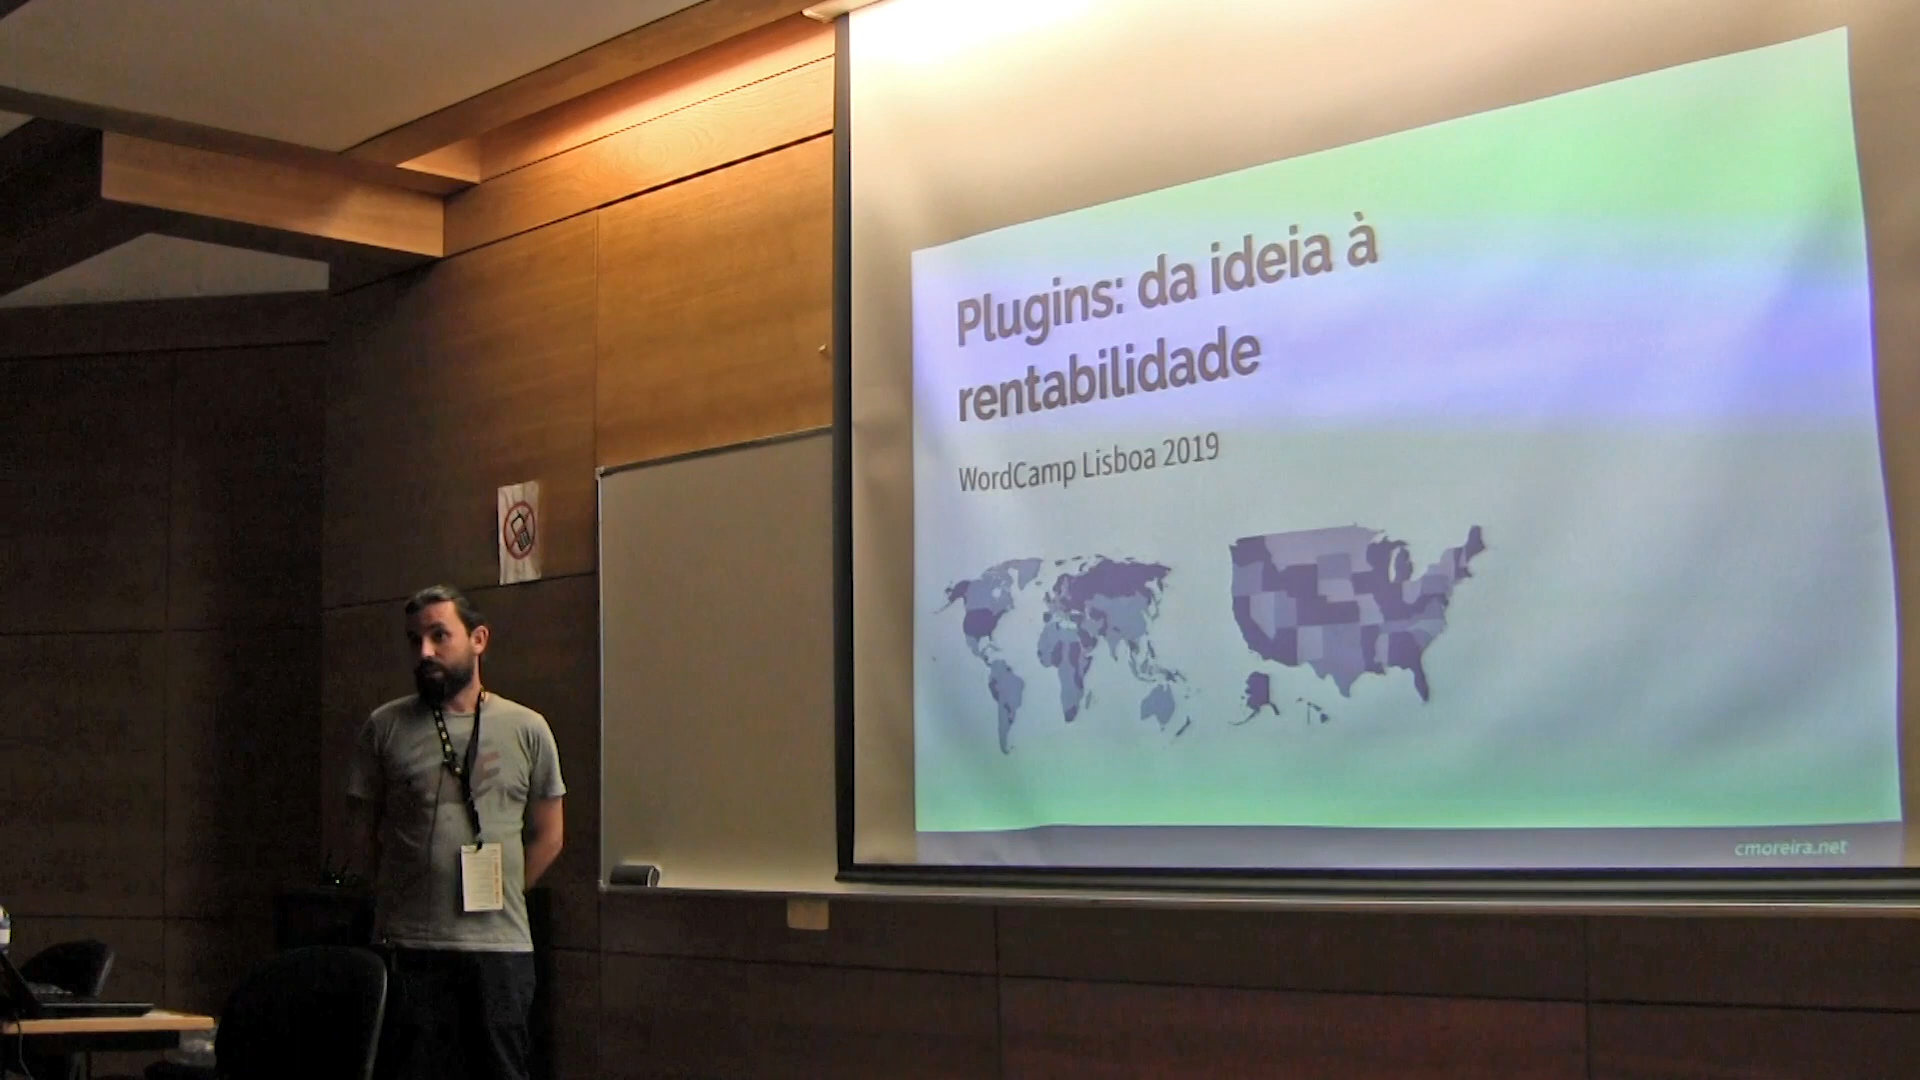 Plugins: da ideia à
rentabilidade
WordCamp Lisboa 2019
cmoreira.net